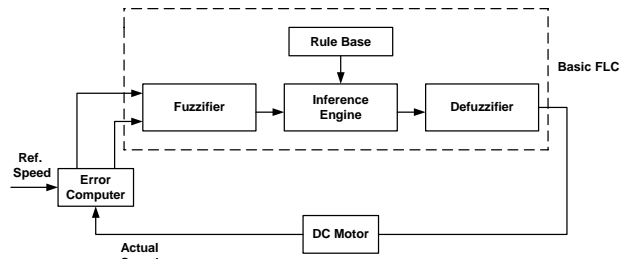 Rule Base
Basic FLC
Fuzzifier
Inference
Engine
Defuzzifier
Ref.
Speed
Error
Computer
DC Motor
Actual